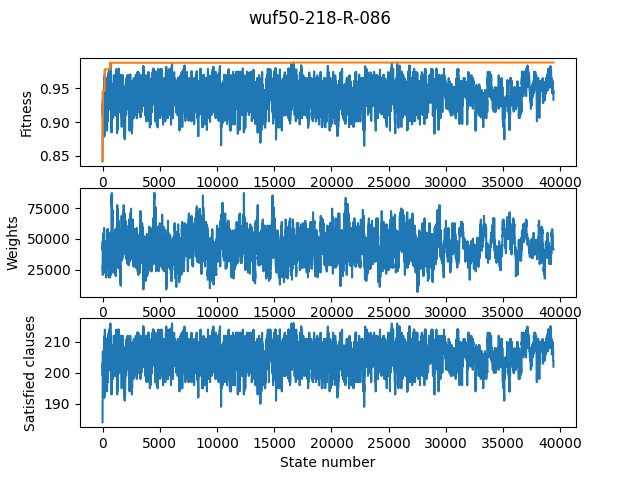 wuf50-218-R-086
Fitness
0.95
0.90
0.85
0 5000 10000 15000 20000 25000 30000 35000 40000
Weights
75000
50000
25000
0 5000 10000 15000 20000 25000 30000 35000 40000
Satisfied clauses
210
200
190
0 5000 10000 15000 20000 25000 30000 35000 40000
State number